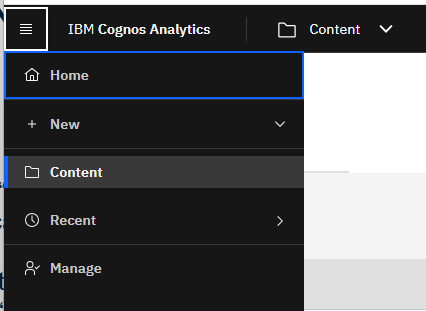 IBM Cognos Analytics
Content
Home
New
Content
Recent
Manage